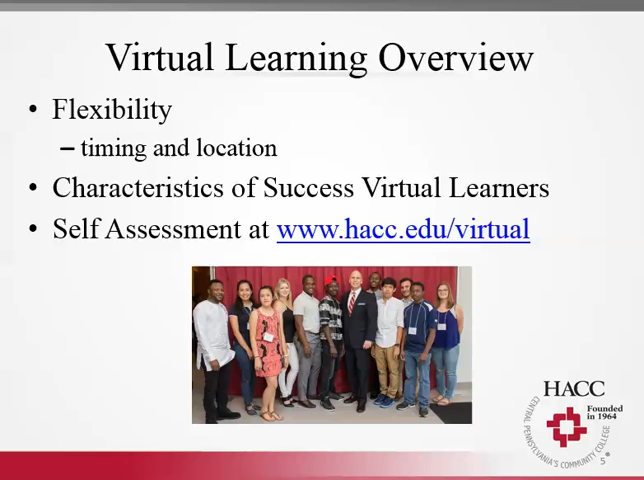 Virtual Learning Overview
• Flexibility
– timing and location
• Characteristics of Success Virtual Learners
• Self Assessment at www.hacc.edu/virtual
HACC
Founded
in 1964
CENTRAL PENNSYLVANIA'S COMMUNITY COLLEGE
5